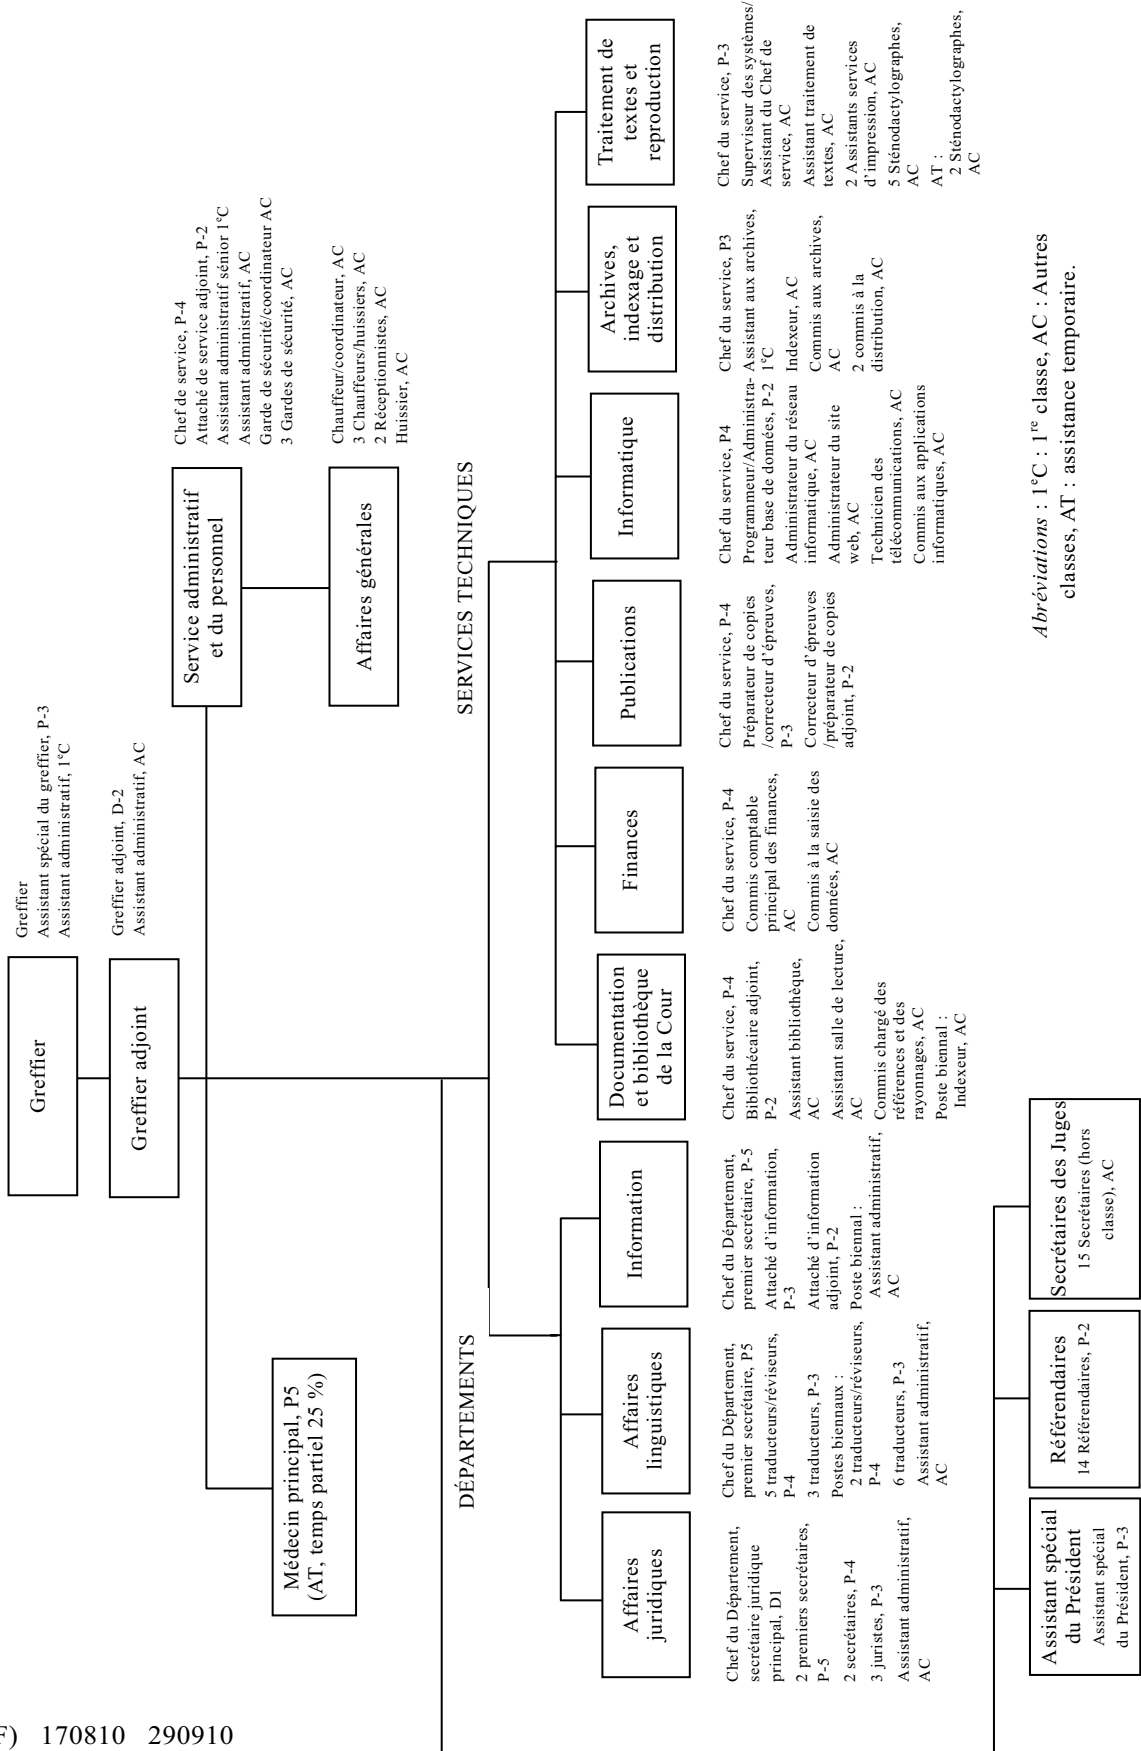 Greffier
Greffier
Assistant spécial du greffier, P-3
Assistant administratif, 1°C
Greffier adjoint
Greffier adjoint, D-2
Assistant administratif, AC
Service administratif
et du personnel
Chef de service, P-4
Attaché de service adjoint, P-2
Assistant administratif sénior 1°C
Assistant administratif, AC
Garde de sécurité/coordinateur AC
3 Gardes de sécurité, AC
Médecin principal, P5
(AT, temps partiel 25 %)
Affaires générales
Chauffeur/coordinateur, AC
3 Chauffeurs/huissiers, AC
2 Réceptionnistes, AC
Huissier, AC
DÉPARTEMENTS
SERVICES TECHNIQUES
Affaires
juridiques
Chef du Département,
secrétaire juridique
principal, D1
2 premiers secrétaires,
P-5
2 secrétaires, P-4
3 juristes, P-3
Assistant administratif,
AC
Affaires
linguistiques
Chef du Département,
premier secrétaire, P5
5 traducteurs/réviseurs,
P-4
3 traducteurs, P-3
Postes biennaux :
2 traducteurs/réviseurs,
P-4
6 traducteurs, P-3
Assistant administratif,
AC
Information
Chef du Département,
premier secrétaire, P-5
Attaché d'information,
P-3
Attaché d'information
adjoint, P-2
Poste biennal :
Assistant administratif,
AC
Documentation
et bibliothèque
de la Cour
Chef du service, P-4
Bibliothécaire adjoint,
P-2
Assistant bibliothèque,
AC
Assistant salle de lecture,
AC
Commis chargé des
références et des
rayonnages, AC
Poste biennal :
Indexeur, AC
Finances
Chef du service, P-4
Commis comptable
principal des finances,
AC
Commis à la saisie des
données, AC
Publications
Chef du service, P-4
Préparateur de copies
/correcteur d'épreuves,
P-3
Correcteur d'épreuves
/préparateur de copies
adjoint, P-2
Informatique
Chef du service, P4
Programmeur/Administra-
teur base de données, P-2
Administrateur du réseau
informatique, AC
Administrateur du site
web, AC
Technicien des
télécommunications, AC
Commis aux applications
informatiques, AC
Archives,
indexage et
distribution
Chef du service, P3
Assistant aux archives,
1°C
Indexeur, AC
Commis aux archives,
AC
2 commis à la
distribution, AC
Traitement de
textes et
reproduction
Chef du service, P-3
Superviseur des systèmes/
Assistant du Chef de
service, AC
Assistant traitement de
textes, AC
2 Assistants services
d'impression, AC
5 Sténodactylographes,
AC
AT :
2 Sténodactylographes,
AC
Assistant spécial
du Président
Assistant spécial
du Président, P-3
Référendaires
14 Référendaires, P-2
Secrétaires des Juges
15 Secrétaires (hors
classe), AC
Abréviations : 1°C : 1re classe, AC : Autres
classes, AT : assistance temporaire.
F) 170810 290910